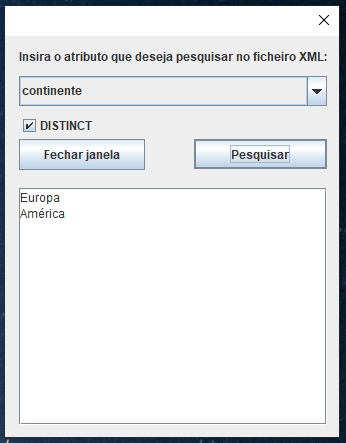 Insira o atributo que deseja pesquisar no ficheiro XML:
continente
DISTINCT
Fechar janela
Pesquisar
Europa
América